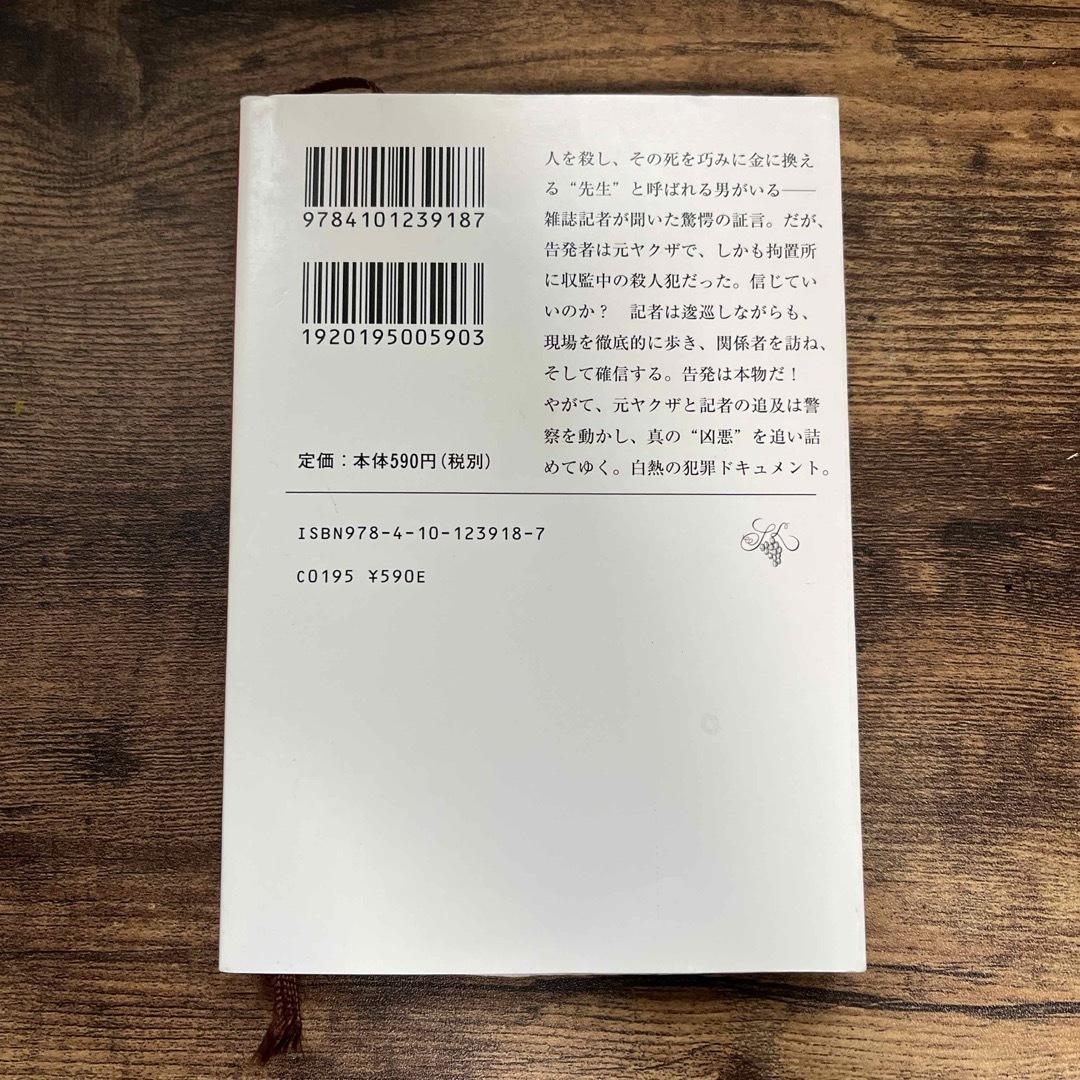 9784101239187
1920195005903
定価：本体590円(税別)
人を殺し、その死を巧みに金に換え
る“先生”と呼ばれる男がいる──
雑誌記者が聞いた驚愕の証言。だが、
告発者は元ヤクザで、しかも拘置所
に収監中の殺人犯だった。信じてい
いのか？　記者は逡巡しながらも、
現場を徹底的に歩き、関係者を訪ね、
そして確信する。告発は本物だ！
やがて、元ヤクザと記者の追及は警
察を動かし、真の“凶悪”を追い詰
めてゆく。白熱の犯罪ドキュメント。
ISBN978-4-10-123918-7
C0195 ¥590E
SK